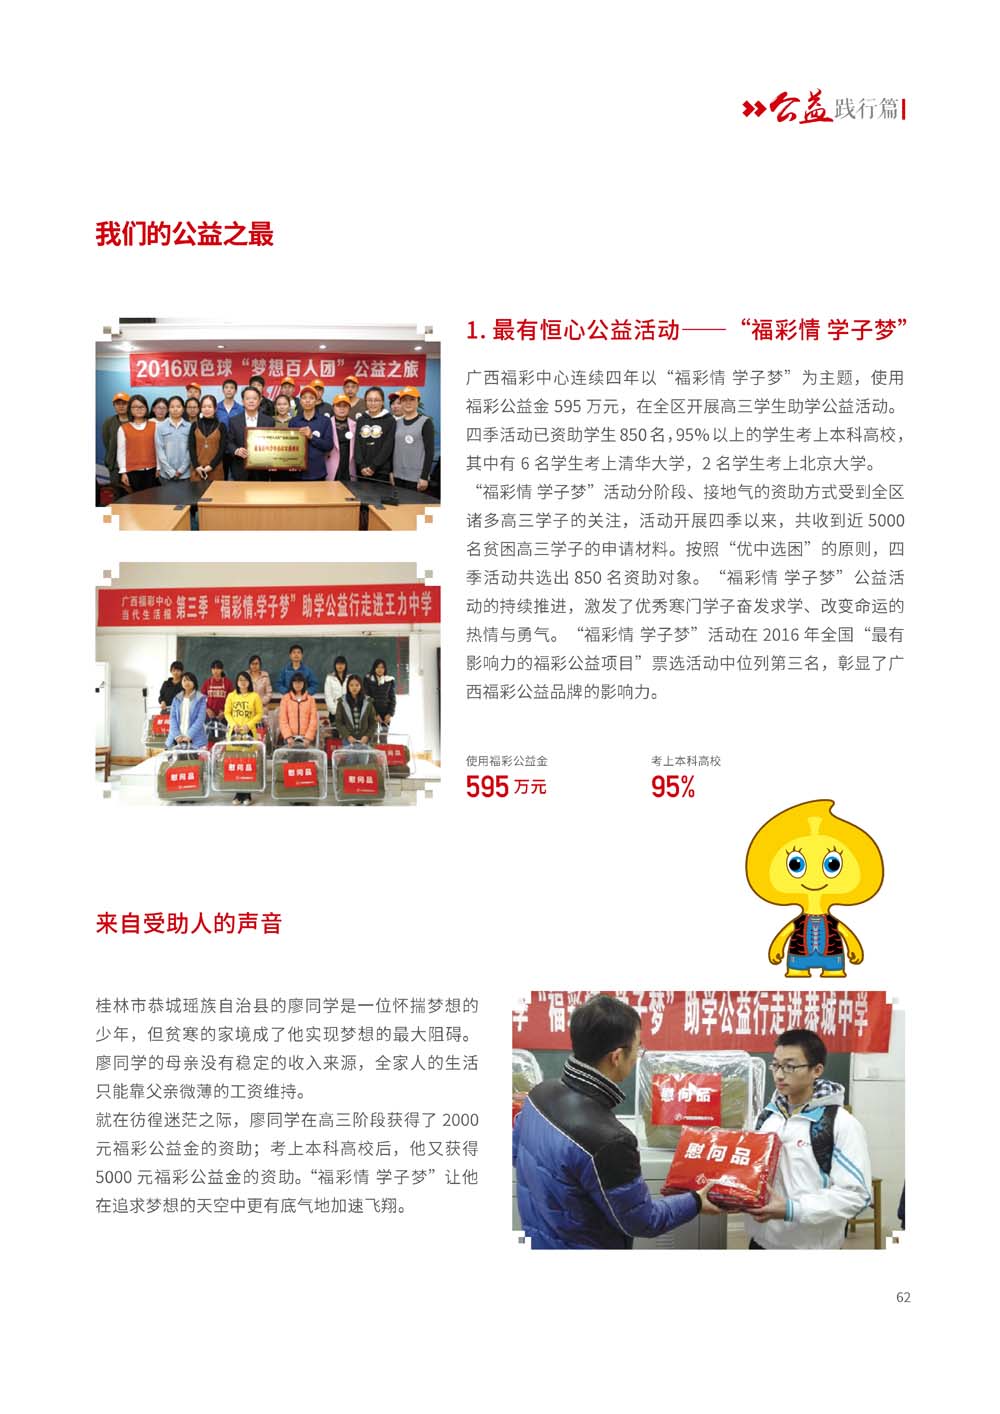 公益践行篇
我们的公益之最
2016双色球“梦想百人团”公益之旅
广西福彩中心
当代生活报
第三季“福彩情.学子梦”助学公益行走进王力中学
慰问品
慰问品
慰问品
慰问品
1. 最有恒心公益活动——“福彩情 学子梦”
广西福彩中心连续四年以“福彩情 学子梦”为主题，使用
福彩公益金 595 万元，在全区开展高三学生助学公益活动。
四季活动已资助学生 850 名，95% 以上的学生考上本科高校，
其中有 6 名学生考上清华大学，2 名学生考上北京大学。
“福彩情 学子梦”活动分阶段、接地气的资助方式受到全区
诸多高三学子的关注，活动开展四季以来，共收到近 5000
名贫困高三学子的申请材料。按照“优中选困”的原则，四
季活动共选出 850 名资助对象。“福彩情 学子梦”公益活
动的持续推进，激发了优秀寒门学子奋发求学、改变命运的
热情与勇气。“福彩情 学子梦”活动在 2016 年全国“最有
影响力的福彩公益项目”票选活动中位列第三名，彰显了广
西福彩公益品牌的影响力。
使用福彩公益金
595 万元
考上本科高校
95%
来自受助人的声音
桂林市恭城瑶族自治县的廖同学是一位怀揣梦想的
少年，但贫寒的家境成了他实现梦想的最大阻碍。
廖同学的母亲没有稳定的收入来源，全家人的生活
只能靠父亲微薄的工资维持。
就在彷徨迷茫之际，廖同学在高三阶段获得了 2000
元福彩公益金的资助；考上本科高校后，他又获得
5000 元福彩公益金的资助。“福彩情 学子梦”让他
在追求梦想的天空中更有底气地加速飞翔。
“福彩情 学子梦”助学公益行走进恭城中学
慰问品
慰问品
62